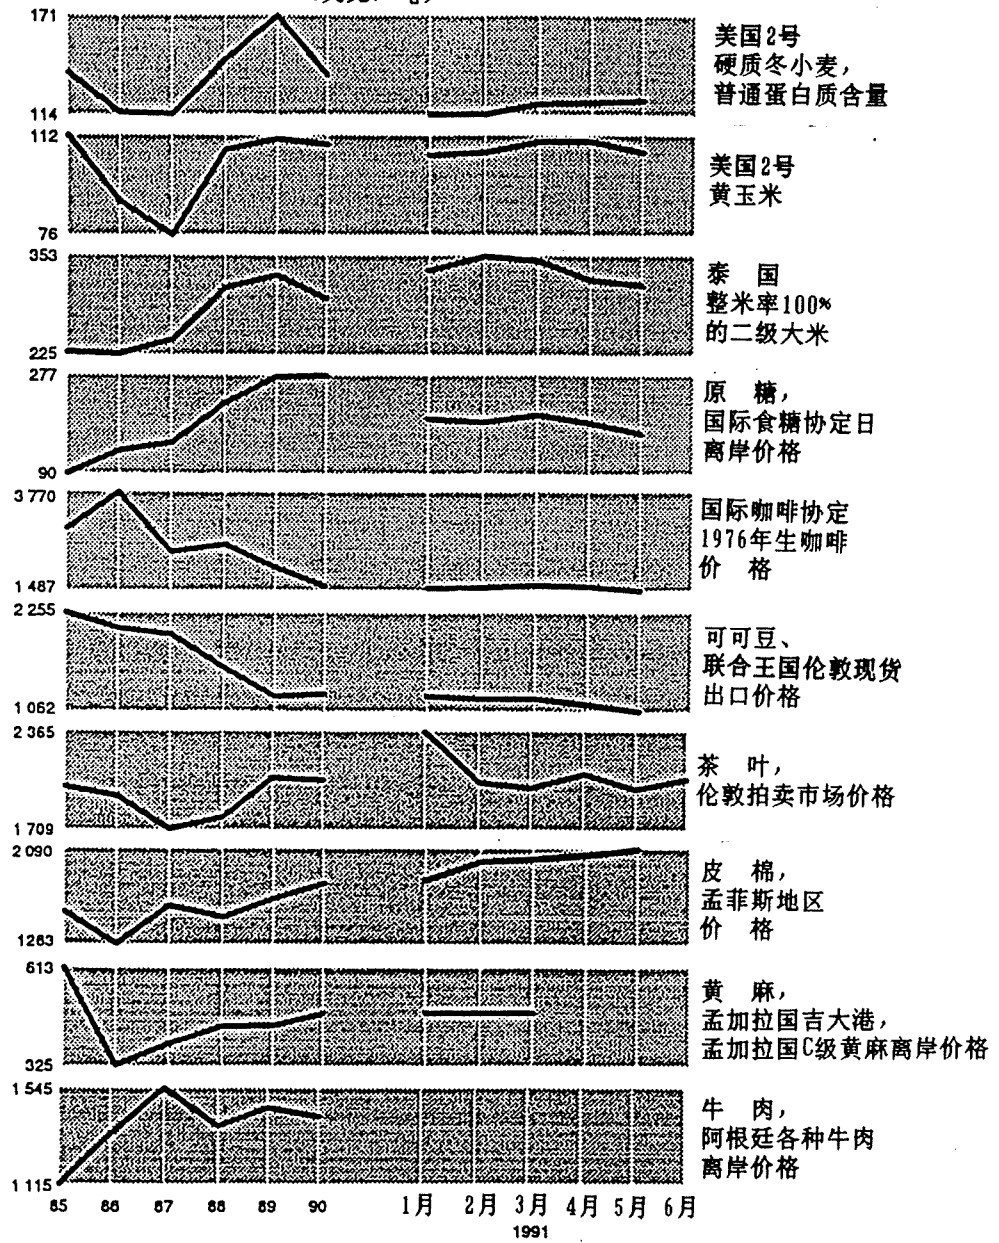 171
114
美国2号
硬质冬小麦,
普通蛋白质含量
112
76
美国2号
黄玉米
353
225
泰 国
整米率100%
的二级大米
277
90
原 糖,
国际食糖协定日
离岸价格
3 770
1 487
国际咖啡协定
1976年生咖啡
价 格
2 255
1 062
可可豆、
联合王国伦敦现货
出口价格
2 365
1 709
茶 叶,
伦敦拍卖市场价格
2 090
1263
皮 棉,
孟菲斯地区
价 格
613
325
黄 麻,
孟加拉国吉大港,
孟加拉国C级黄麻离岸价格
1 545
1 115
牛 肉,
阿根廷各种牛肉
离岸价格
85 86 87 88 89 90 1月 2月 3月 4月 5月 6月
1991